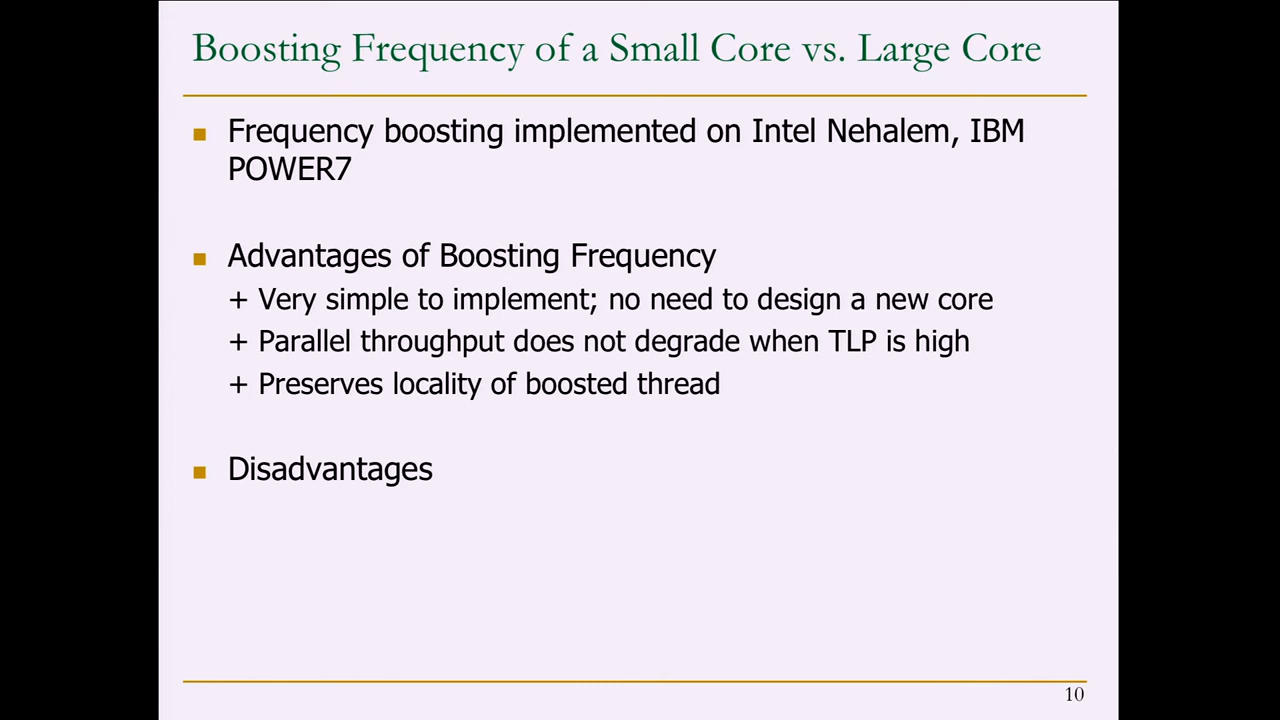 Boosting Frequency of a Small Core vs. Large Core
Frequency boosting implemented on Intel Nehalem, IBM
POWER7
Advantages of Boosting Frequency
+ Very simple to implement; no need to design a new core
+ Parallel throughput does not degrade when TLP is high
+ Preserves locality of boosted thread
Disadvantages
10